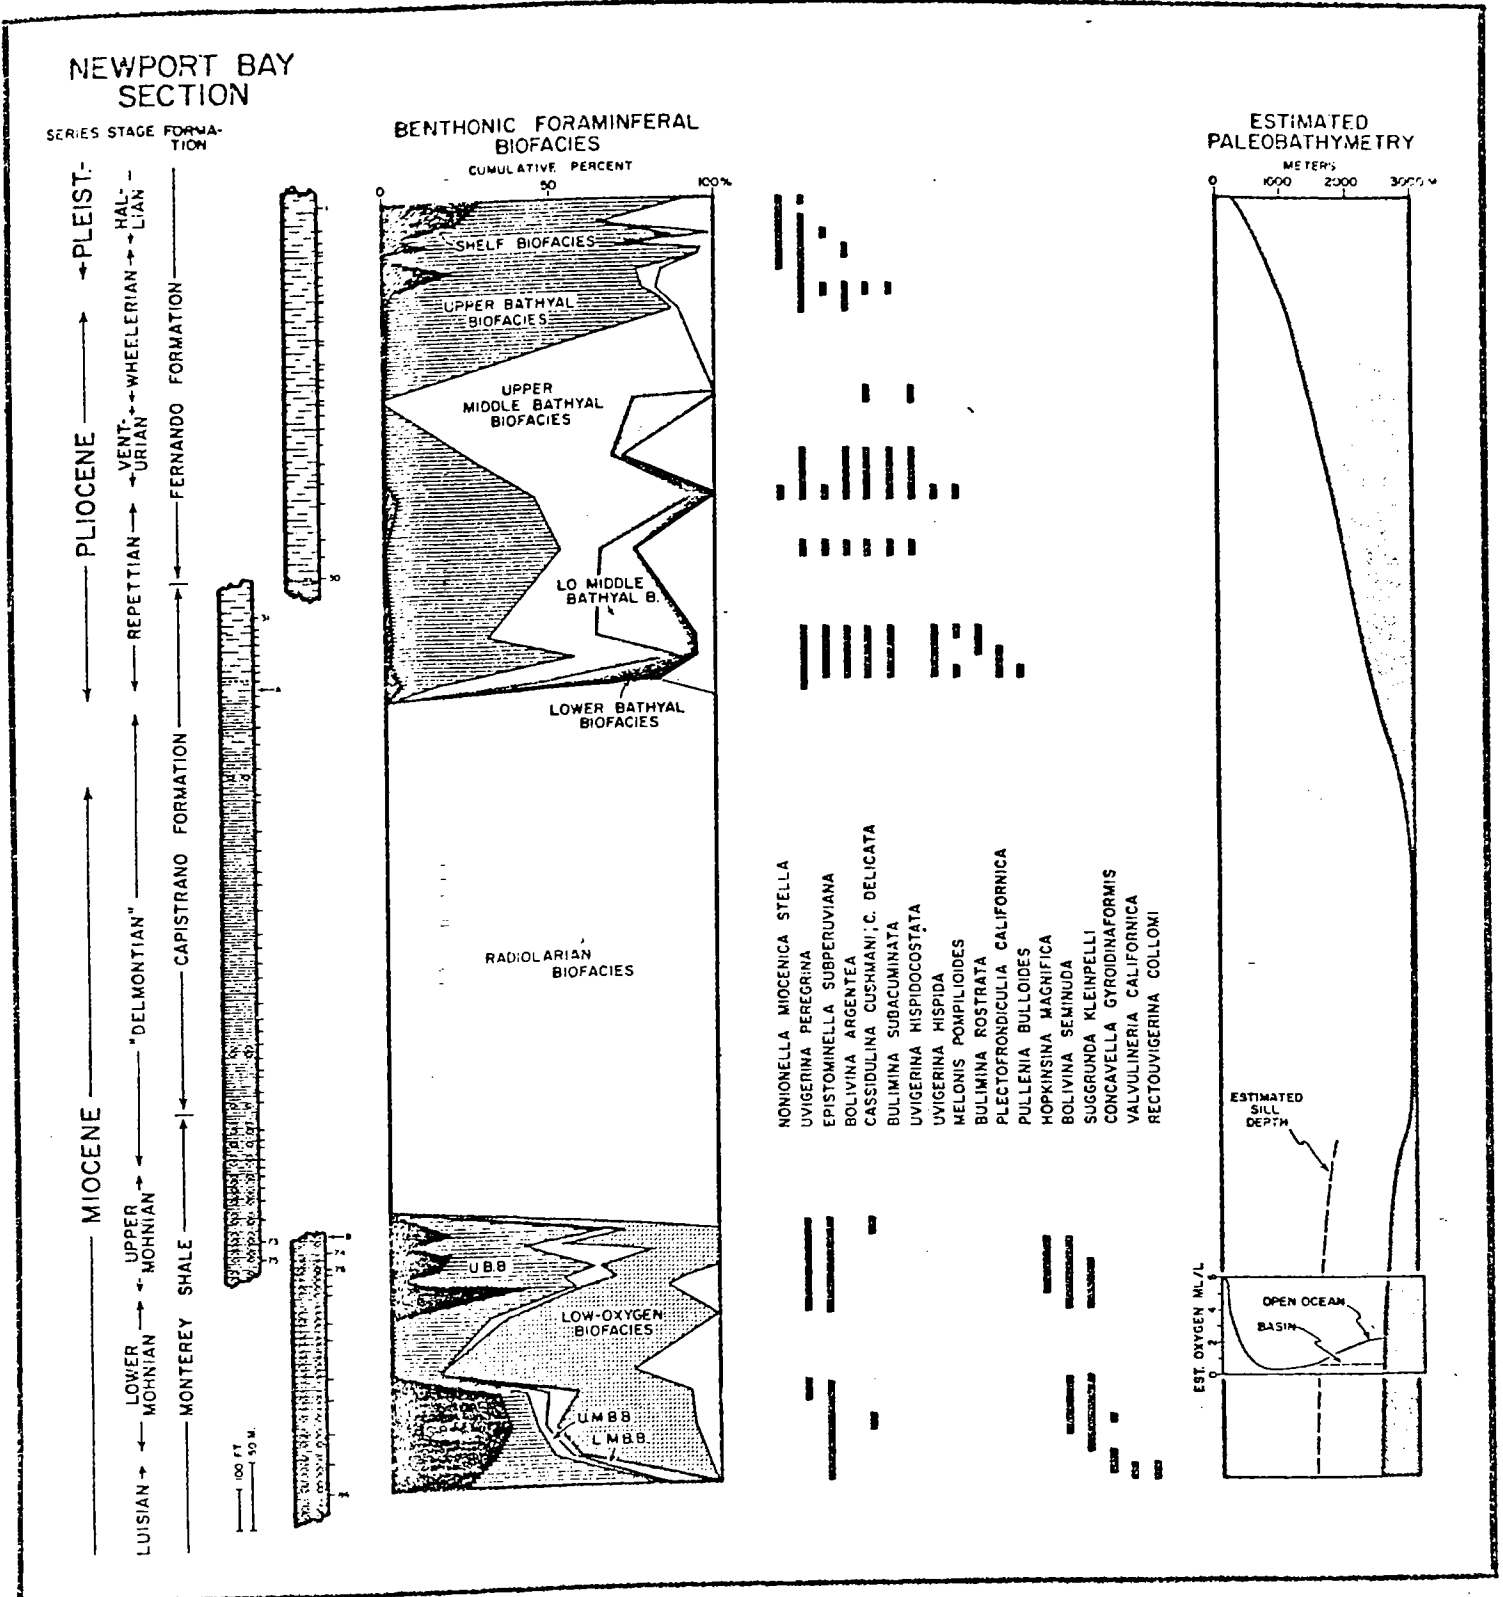 NEWPORT BAY
SECTION
SERIES STAGE FORMA-
TION
BENTHONIC FORAMINFERAL
BIOFACIES
CUMULATIVE PERCENT
0 50 100%
ESTIMATED
PALEOBATHYMETRY
METERS
0 1000 2000 3000 M
PLEIST.
PLIOCENE
MIOCENE
HAL-
LIAN
WHEELERIAN
VENT-
URIAN
REPETTIAN
"DELMONTIAN"
UPPER
MOHNIAN
LOWER
MOHNIAN
LUISIAN
FERNANDO FORMATION
CAPISTRANO FORMATION
MONTEREY SHALE
100 FT
50 M.
SHELF BIOFACIES
UPPER BATHYAL
BIOFACIES
UPPER
MIDDLE BATHYAL
BIOFACIES
LO MIDDLE
BATHYAL B.
LOWER BATHYAL
BIOFACIES
RADIOLARIAN
BIOFACIES
U.B.B
LOW-OXYGEN
BIOFACIES
U.M.B.B
L.M.B.B.
NONIONELLA MIOCENICA STELLA
UVIGERINA PEREGRINA
EPISTOMINELLA SUBPERUVIANA
BOLIVINA ARGENTEA
CASSIDULINA CUSHMANI; C. DELICATA
BULIMINA SUBACUMINATA
UVIGERINA HISPIDOCOSTATA
UVIGERINA HISPIDA
MELONIS POMPILIOIDES
BULIMINA ROSTRATA
PLECTOFRONDICULIA CALIFORNICA
PULLENIA BULLOIDES
HOPKINSINA MAGNIFICA
BOLIVINA SEMINUDA
SUGGRUNDA KLEINPELLI
CONCAVELLA GYROIDINAFORMIS
VALVULINERIA CALIFORNICA
RECTOUVIGERINA COLLOMI
ESTIMATED
SILL
DEPTH
EST. OXYGEN ML/L
6
4
2
0
OPEN OCEAN
BASIN